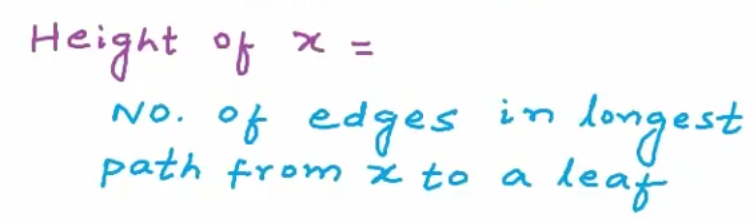 Height of x =
No. of edges in longest
path from x to a leaf